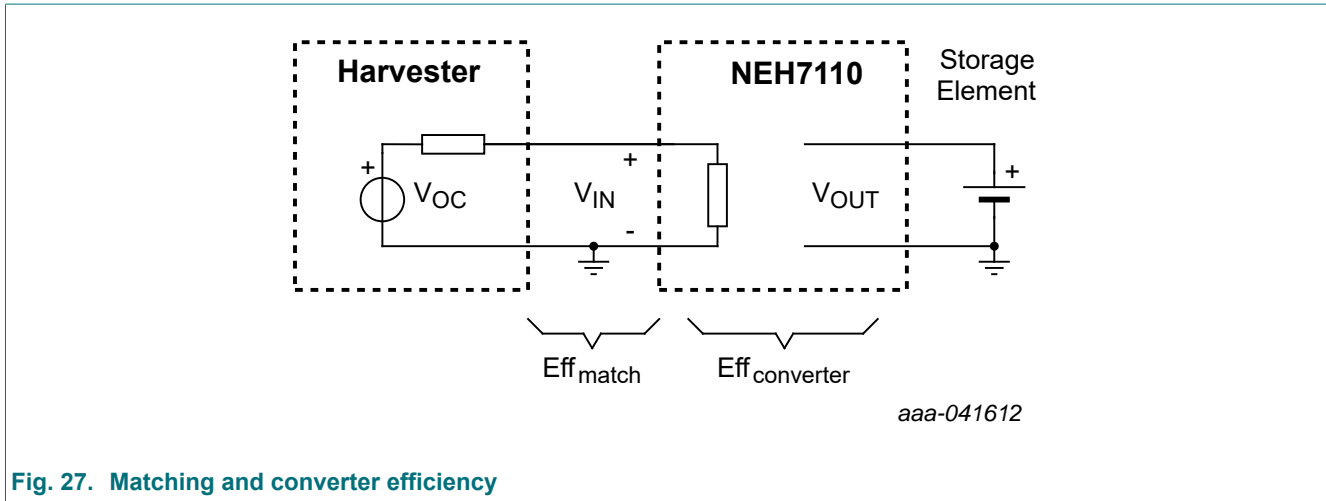 Harvester
NEH7110
Storage
Element
+
VOC
+
VIN
-
VOUT
+
Effmatch
Effconverter
aaa-041612
Fig. 27. Matching and converter efficiency